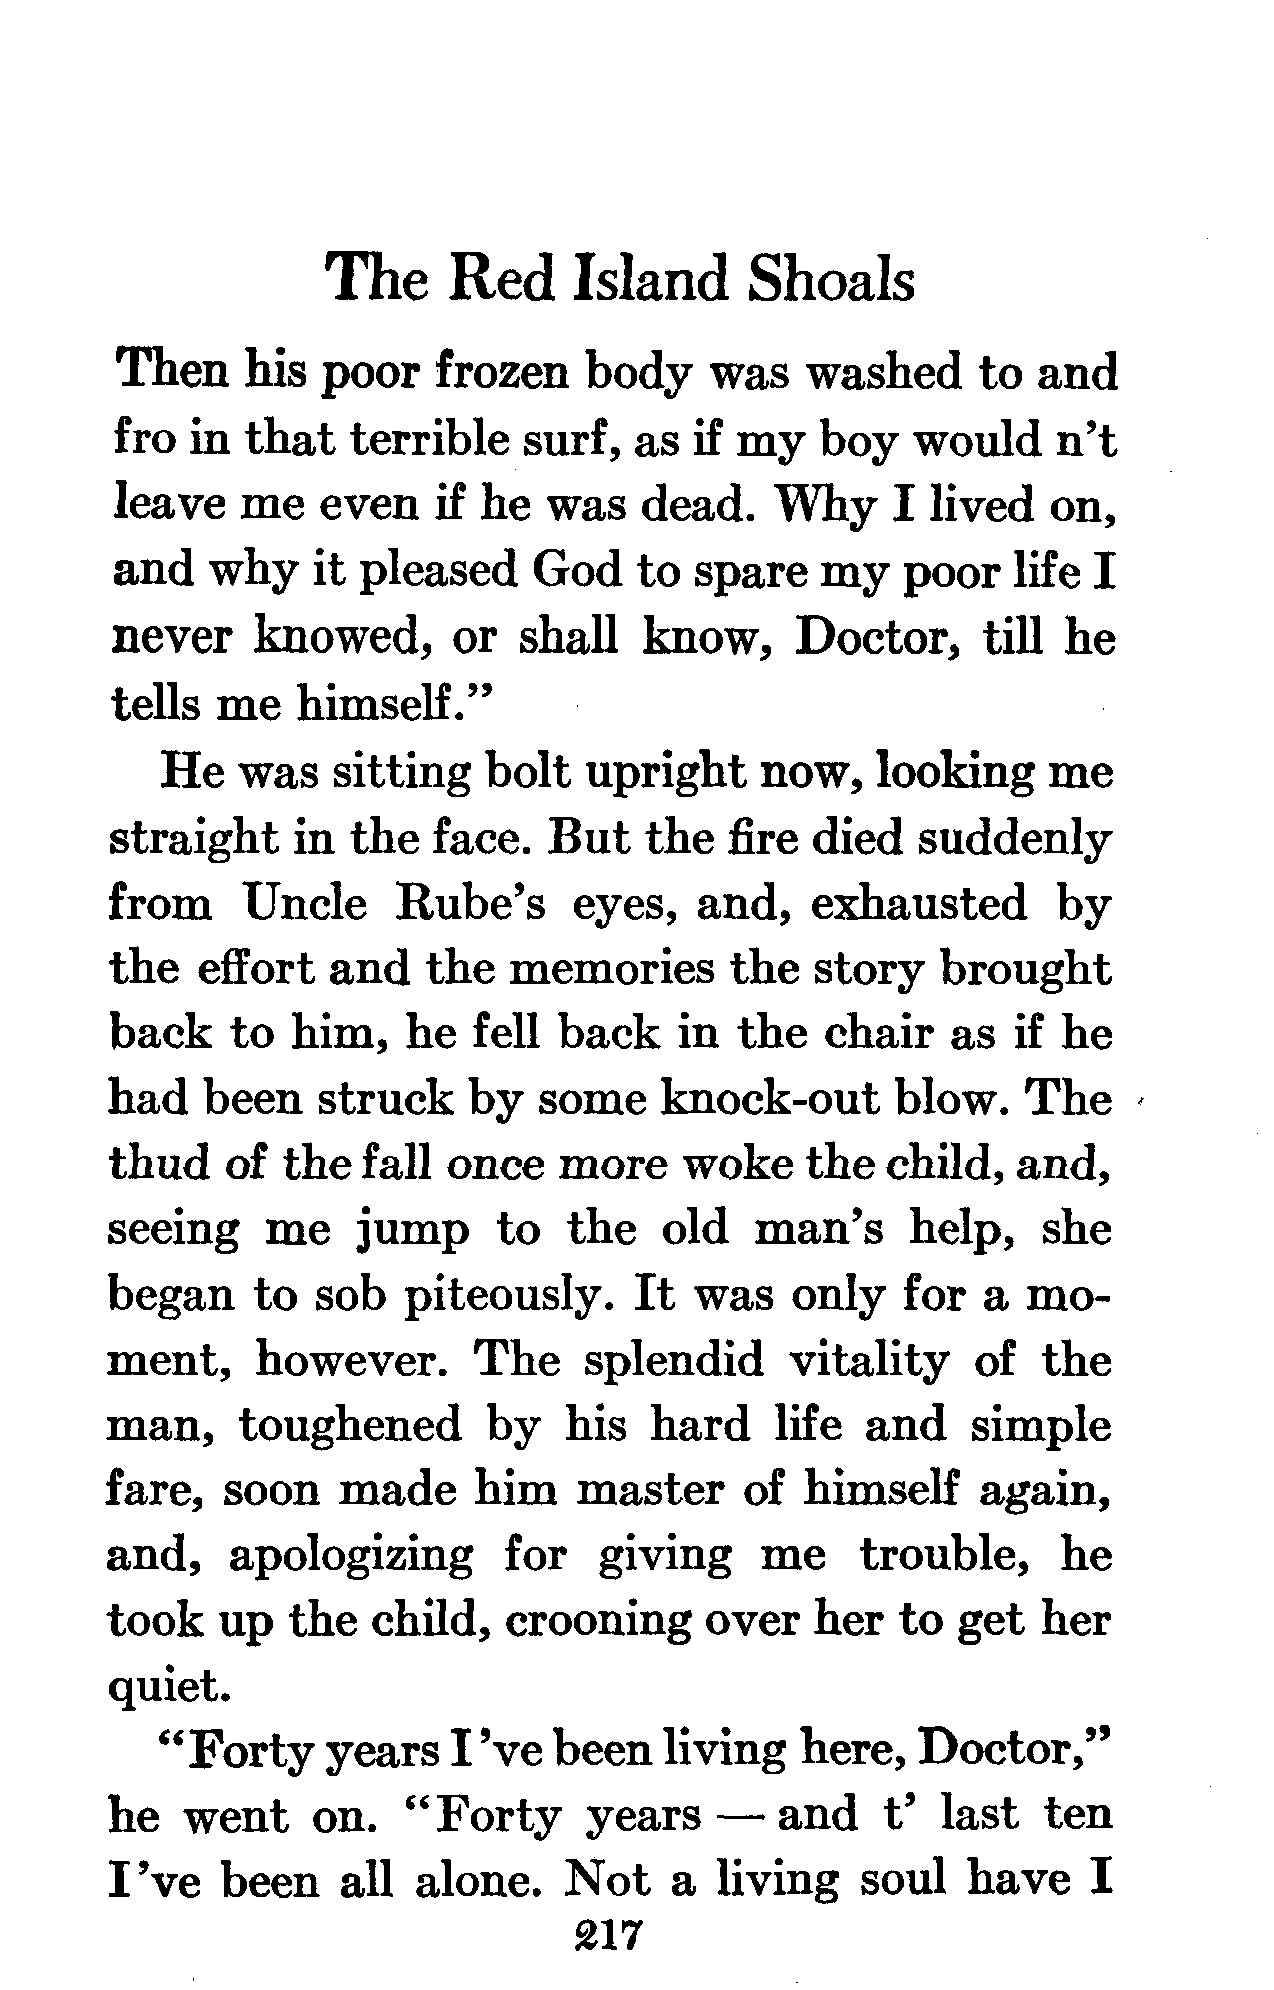 The Red Island Shoals
Then his poor frozen body was washed to and
fro in that terrible surf, as if my boy would n't
leave me even if he was dead. Why I lived on,
and why it pleased God to spare my poor life I
never knowed, or shall know, Doctor, till he
tells me himself."
He was sitting bolt upright now, looking me
straight in the face. But the fire died suddenly
from Uncle Rube's eyes, and, exhausted by
the effort and the memories the story brought
back to him, he fell back in the chair as if he
had been struck by some knock-out blow. The
thud of the fall once more woke the child, and,
seeing me jump to the old man's help, she
began to sob piteously. It was only for a mo-
ment, however. The splendid vitality of the
man, toughened by his hard life and simple
fare, soon made him master of himself again,
and, apologizing for giving me trouble, he
took up the child, crooning over her to get her
quiet.
"Forty years I 've been living here, Doctor,"
he went on. "Forty years — and t' last ten
I 've been all alone. Not a living soul have I
217